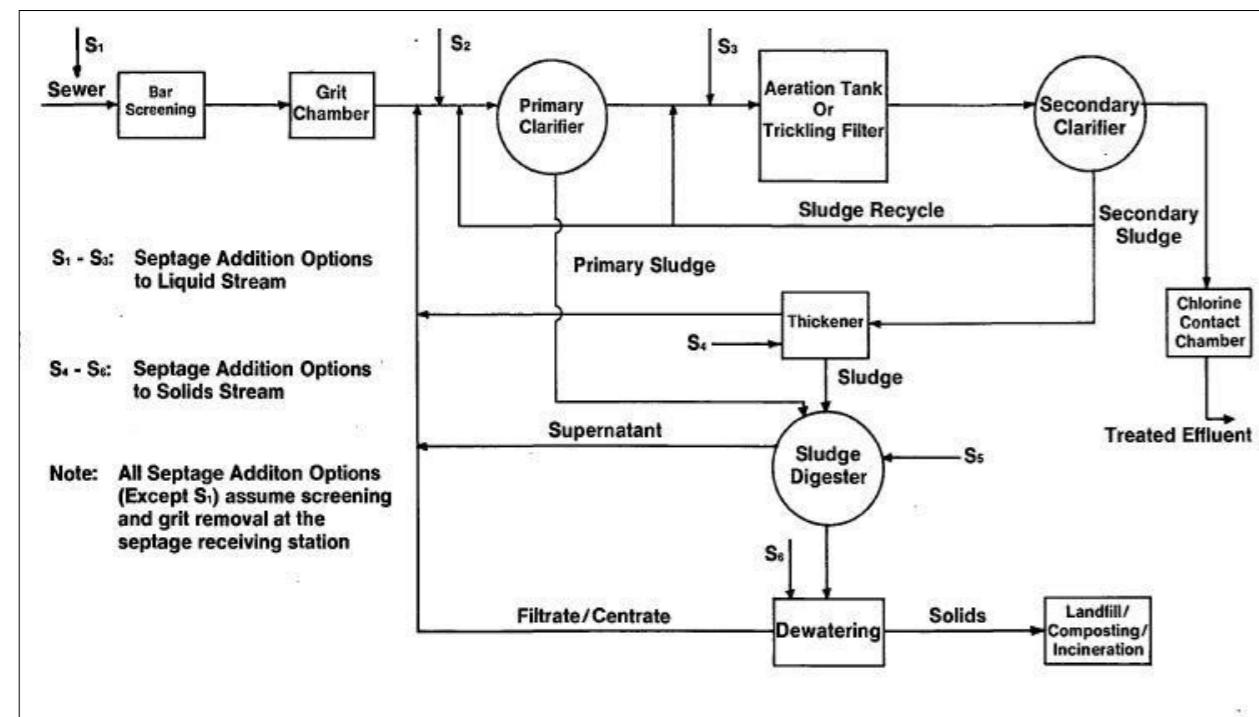 S₁
Sewer
Bar
Screening
Grit
Chamber
S₂
Primary
Clarifier
S₃
Aeration Tank
Or
Trickling Filter
Secondary
Clarifier
Sludge Recycle
Secondary
Sludge
Primary Sludge
S₁ - S₃: Septage Addition Options
to Liquid Stream
Thickener
Chlorine
Contact
Chamber
S₄
S₄ - S₆: Septage Addition Options
to Solids Stream
Sludge
Treated Effluent
Supernatant
Sludge
Digester
S₅
Note: All Septage Additon Options
(Except S₁) assume screening
and grit removal at the
septage receiving station
S₆
Filtrate/Centrate
Dewatering
Solids
Landfill/
Composting/
Incineration